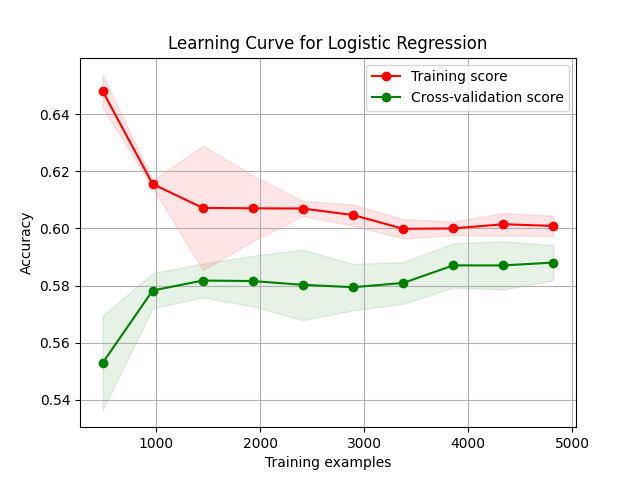 Learning Curve for Logistic Regression
Training score
Cross-validation score
0.64
0.62
0.60
0.58
0.56
0.54
Accuracy
1000
2000
3000
4000
5000
Training examples